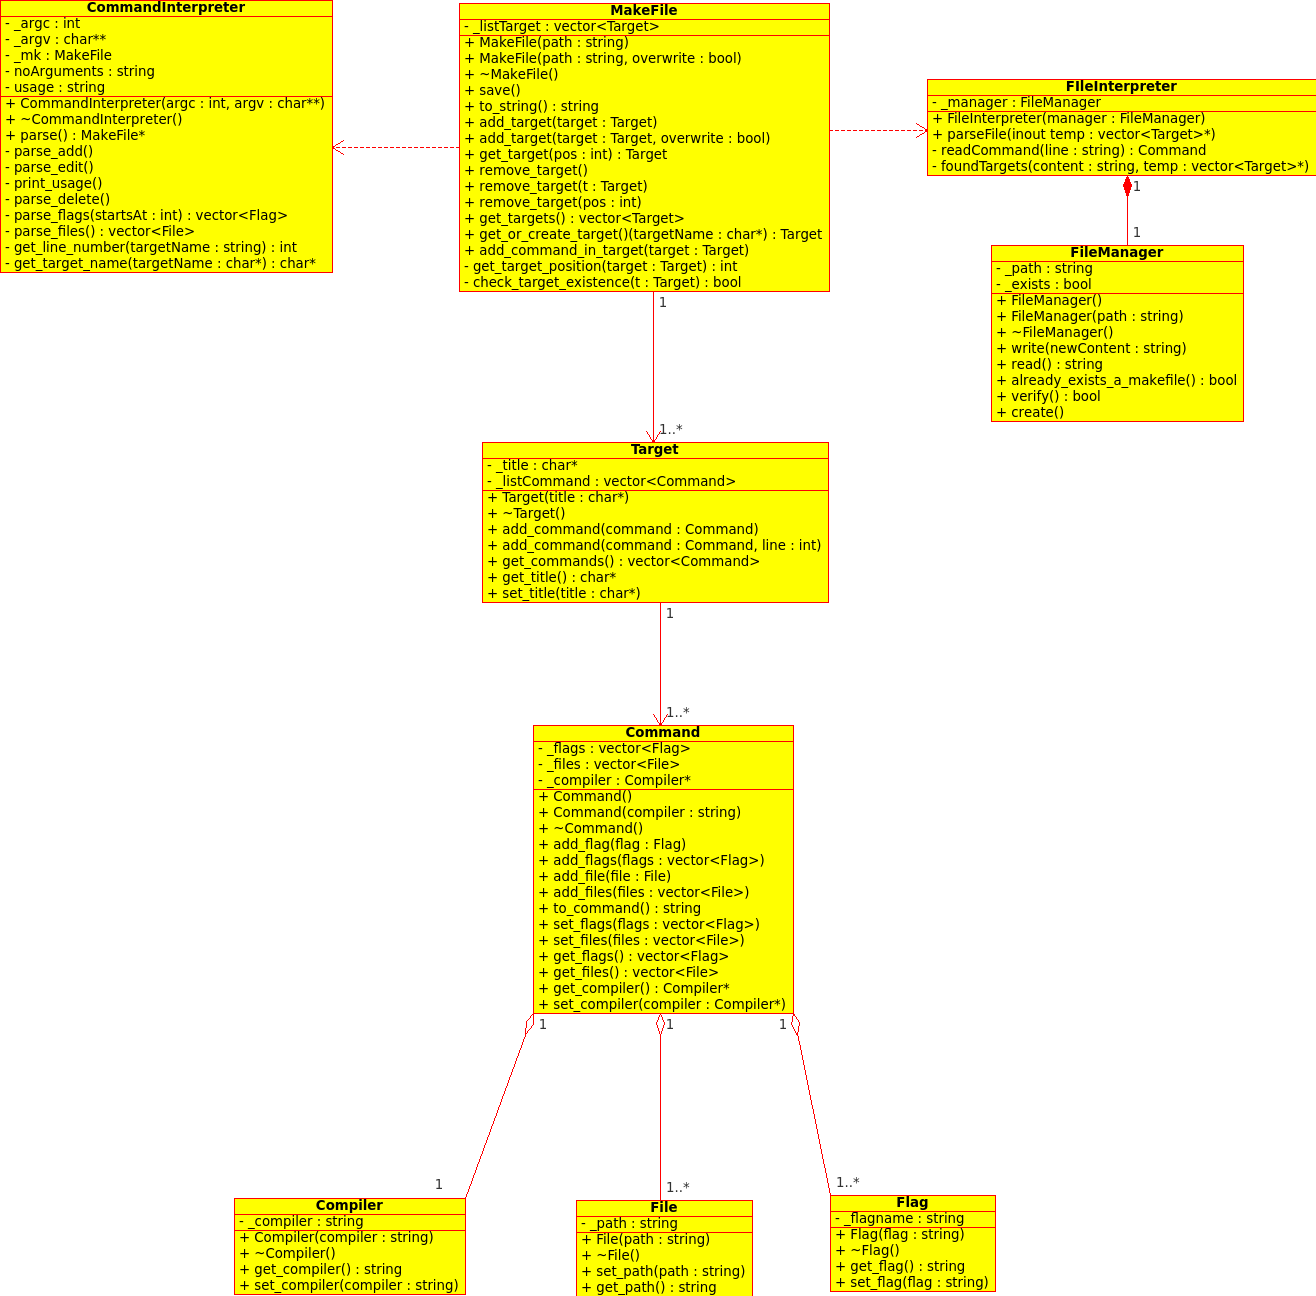 CommandInterpreter
- _argc : int
- _argv : char**
- _mk : MakeFile
- noArguments : string
- usage : string
+ CommandInterpreter(argc : int, argv : char**)
+ ~CommandInterpreter()
+ parse() : MakeFile*
- parse_add()
- parse_edit()
- print_usage()
- parse_delete()
- parse_flags(startsAt : int) : vector<Flag>
- parse_files() : vector<File>
- get_line_number(targetName : string) : int
- get_target_name(targetName : char*) : char*
MakeFile
- _listTarget : vector<Target>
+ MakeFile(path : string)
+ MakeFile(path : string, overwrite : bool)
+ ~MakeFile()
+ save()
+ to_string() : string
+ add_target(target : Target)
+ add_target(target : Target, overwrite : bool)
+ get_target(pos : int) : Target
+ remove_target()
+ remove_target(t : Target)
+ remove_target(pos : int)
+ get_targets() : vector<Target>
+ get_or_create_target()(targetName : char*) : Target
+ add_command_in_target(target : Target)
- get_target_position(target : Target) : int
- check_target_existence(t : Target) : bool
FIleInterpreter
- _manager : FileManager
+ FileInterpreter(manager : FileManager)
+ parseFile(inout temp : vector<Target>*)
- readCommand(line : string) : Command
- foundTargets(content : string, temp : vector<Target>*)
1
1
FileManager
- _path : string
- _exists : bool
+ FileManager()
+ FileManager(path : string)
+ ~FileManager()
+ write(newContent : string)
+ read() : string
+ already_exists_a_makefile() : bool
+ verify() : bool
+ create()
1
1..*
Target
- _title : char*
- _listCommand : vector<Command>
+ Target(title : char*)
+ ~Target()
+ add_command(command : Command)
+ add_command(command : Command, line : int)
+ get_commands() : vector<Command>
+ get_title() : char*
+ set_title(title : char*)
1
1..*
Command
- _flags : vector<Flag>
- _files : vector<File>
- _compiler : Compiler*
+ Command()
+ Command(compiler : string)
+ ~Command()
+ add_flag(flag : Flag)
+ add_flags(flags : vector<Flag>)
+ add_file(file : File)
+ add_files(files : vector<File>)
+ to_command() : string
+ set_flags(flags : vector<Flag>)
+ set_files(files : vector<File>)
+ get_flags() : vector<Flag>
+ get_files() : vector<File>
+ get_compiler() : Compiler*
+ set_compiler(compiler : Compiler*)
1
1
1
1
1..*
1..*
Compiler
- _compiler : string
+ Compiler(compiler : string)
+ ~Compiler()
+ get_compiler() : string
+ set_compiler(compiler : string)
File
- _path : string
+ File(path : string)
+ ~File()
+ set_path(path : string)
+ get_path() : string
Flag
- _flagname : string
+ Flag(flag : string)
+ ~Flag()
+ get_flag() : string
+ set_flag(flag : string)